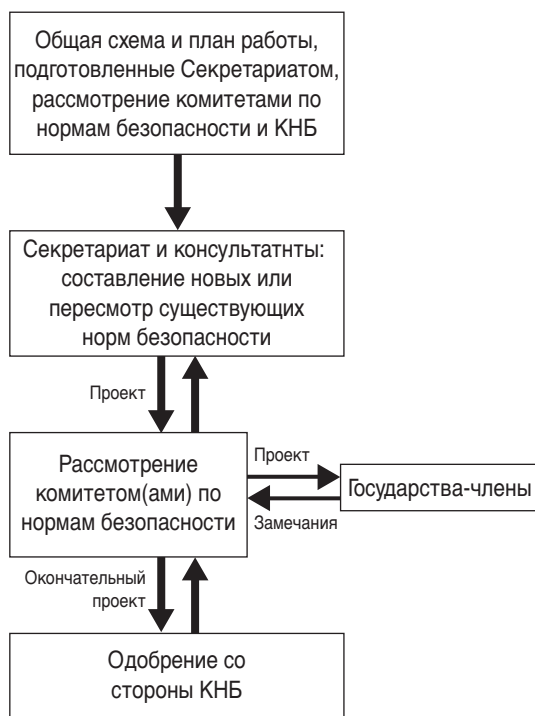 Общая схема и план работы,
подготовленные Секретариатом,
рассмотрение комитетами по
нормам безопасности и КНБ
Секретариат и консультатнты:
составление новых или
пересмотр существующих
норм безопасности
Проект
Рассмотрение
комитетом(ами) по
нормам безопасности
Проект
Государства-члены
Замечания
Окончательный
проект
Одобрение со
стороны КНБ